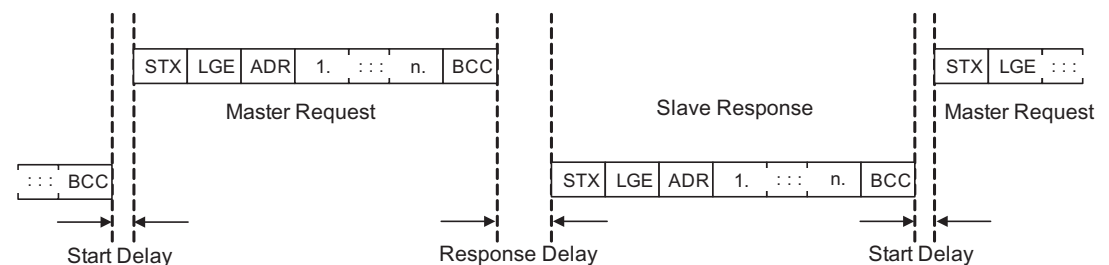 STX LGE ADR 1. : : : n. BCC
STX LGE : : :
Master Request
Slave Response
Master Request
: : : BCC
STX LGE ADR 1. : : : n. BCC
Start Delay
Response Delay
Start Delay